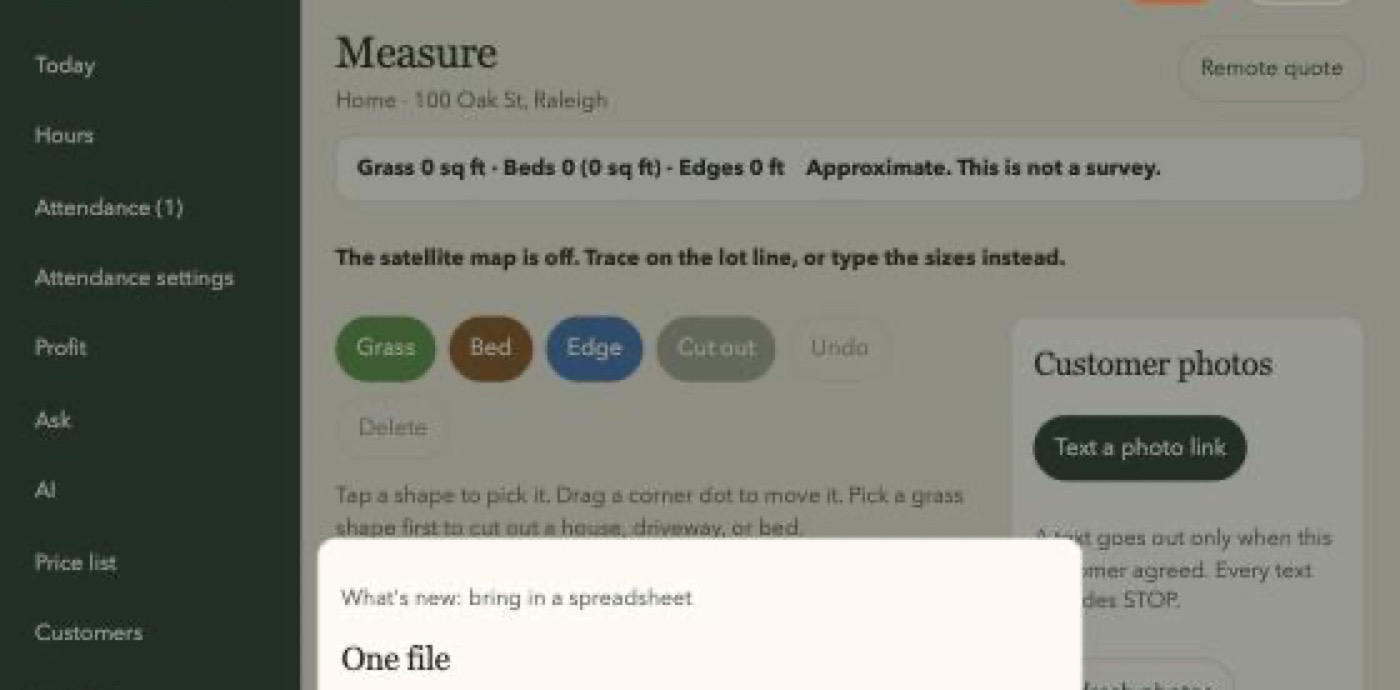 Today
Hours
Attendance (1)
Attendance settings
Profit
Ask
AI
Price list
Customers
Measure
Home · 100 Oak St, Raleigh
Remote quote
Grass 0 sq ft · Beds 0 (0 sq ft) · Edges 0 ft Approximate. This is not a survey.
The satellite map is off. Trace on the lot line, or type the sizes instead.
Grass Bed Edge Cut out Undo
Delete
Tap a shape to pick it. Drag a corner dot to move it. Pick a grass
shape first to cut out a house, driveway, or bed.
Customer photos
Text a photo link
A text goes out only when this
agreed. Every text
STOP.
What's new: bring in a spreadsheet
One file